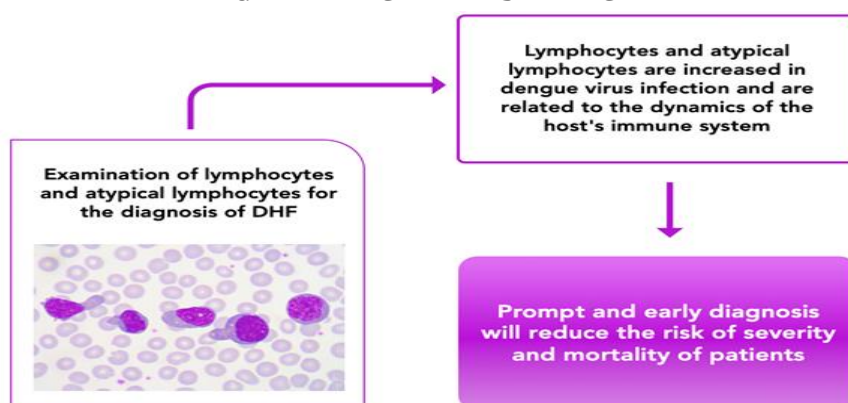 Examination of lymphocytes
and atypical lymphocytes for
the diagnosis of DHF
Lymphocytes and atypical
lymphocytes are increased in
dengue virus infection and are
related to the dynamics of the
host's immune system
Prompt and early diagnosis
will reduce the risk of severity
and mortality of patients